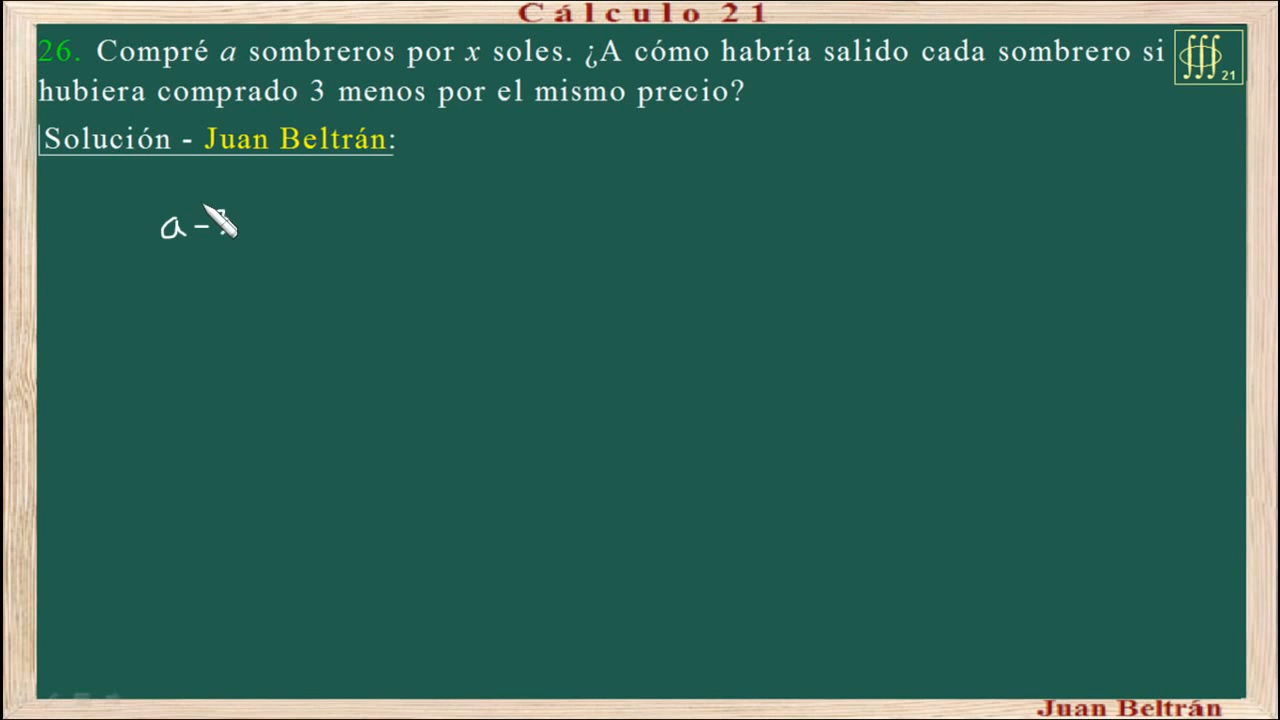 Cálculo 21
26. Compré a sombreros por x soles. ¿A cómo habría salido cada sombrero si
21
hubiera comprado 3 menos por el mismo precio?
Solución - Juan Beltrán:
a -
Juan Beltrán